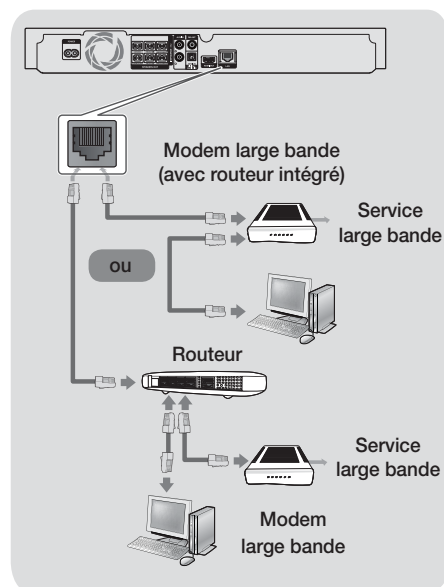 Modem large bande
(avec routeur intégré)
Service
large bande
ou
Routeur
Service
large bande
Modem
large bande